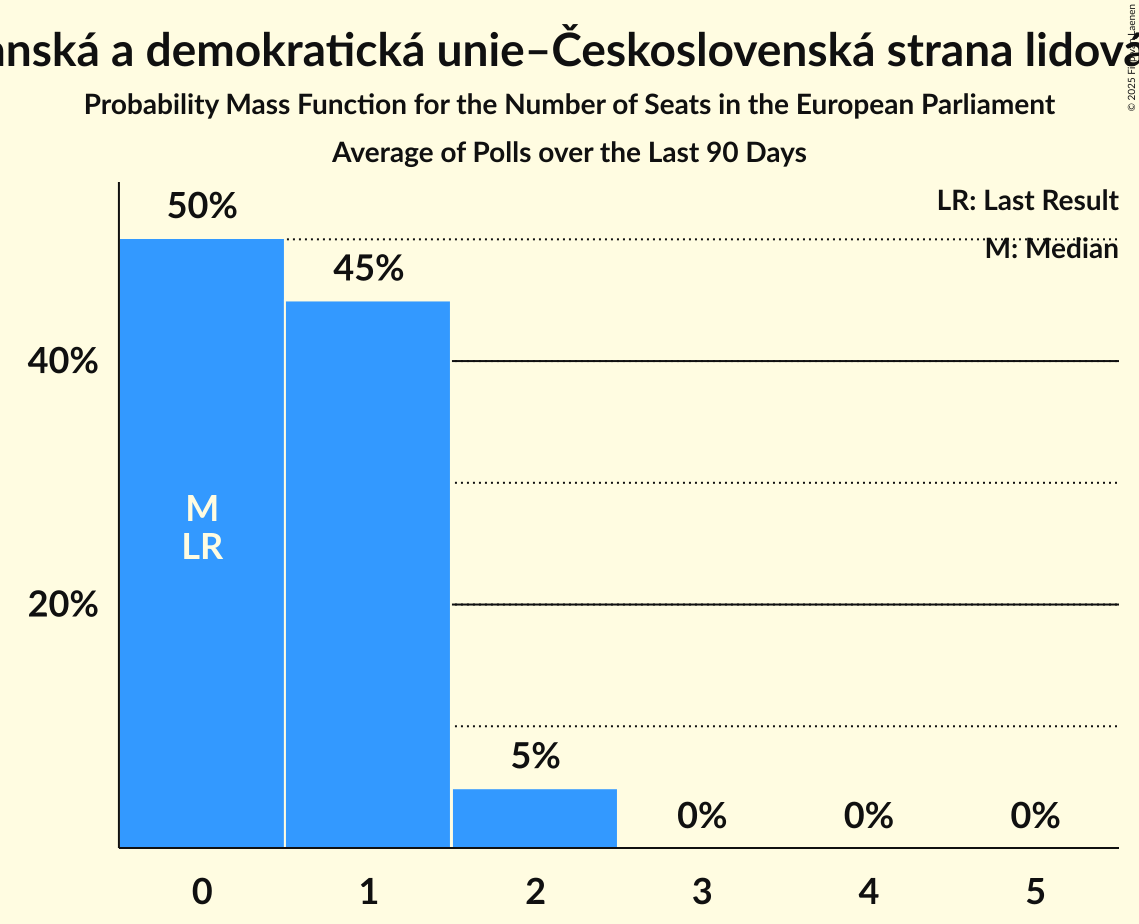 anská a demokratická unie–Československá strana lidová
Probability Mass Function for the Number of Seats in the European Parliament
Average of Polls over the Last 90 Days
© 2025 Laenen
LR: Last Result
M: Median
50%
45%
40%
M
LR
20%
5%
0% 0% 0%
0 1 2 3 4 5